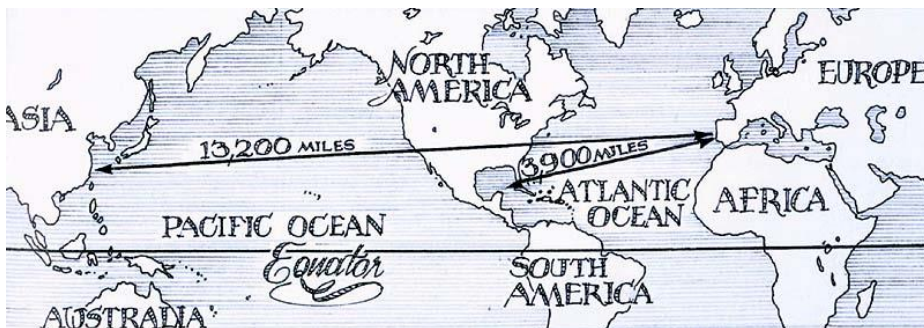 NORTH
AMERICA
EUROPE
ASIA
13,200 MILES
3,900 MILES
ATLANTIC
OCEAN
AFRICA
PACIFIC OCEAN
Equator
SOUTH
AMERICA
AUSTRALIA